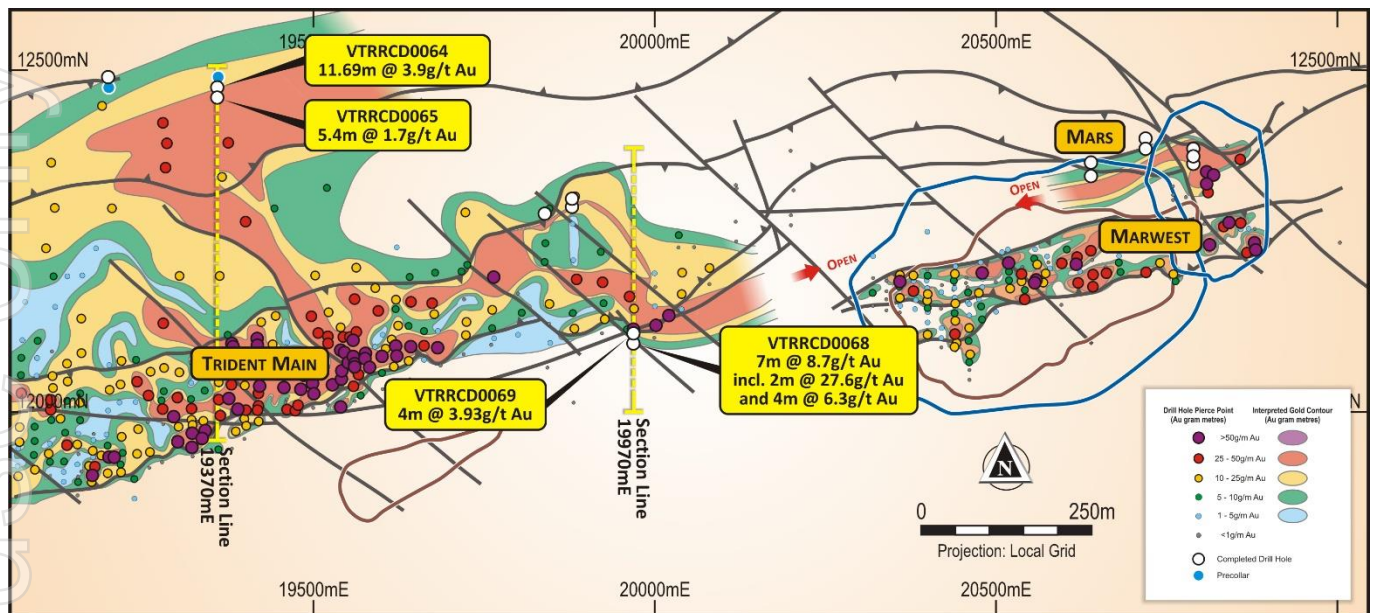 19500mE
20000mE
20500mE
12500mN
12500mN
VTRRCD0064
11.69m @ 3.9g/t Au
VTRRCD0065
5.4m @ 1.7g/t Au
MARS
OPEN
MARWEST
OPEN
TRIDENT MAIN
VTRRCD0069
4m @ 3.93g/t Au
VTRRCD0068
7m @ 8.7g/t Au
incl. 2m @ 27.6g/t Au
and 4m @ 6.3g/t Au
Section Line
19370mE
Section Line
19970mE
N
0 250m
Projection: Local Grid
Drill Hole Pierce Point Interpreted Gold Contour
(Au gram metres) (Au gram metres)
>50g/m Au
25 - 50g/m Au
10 - 25g/m Au
5 - 10g/m Au
1 - 5g/m Au
<1g/m Au
Completed Drill Hole
Precollar
19500mE
20000mE
20500mE